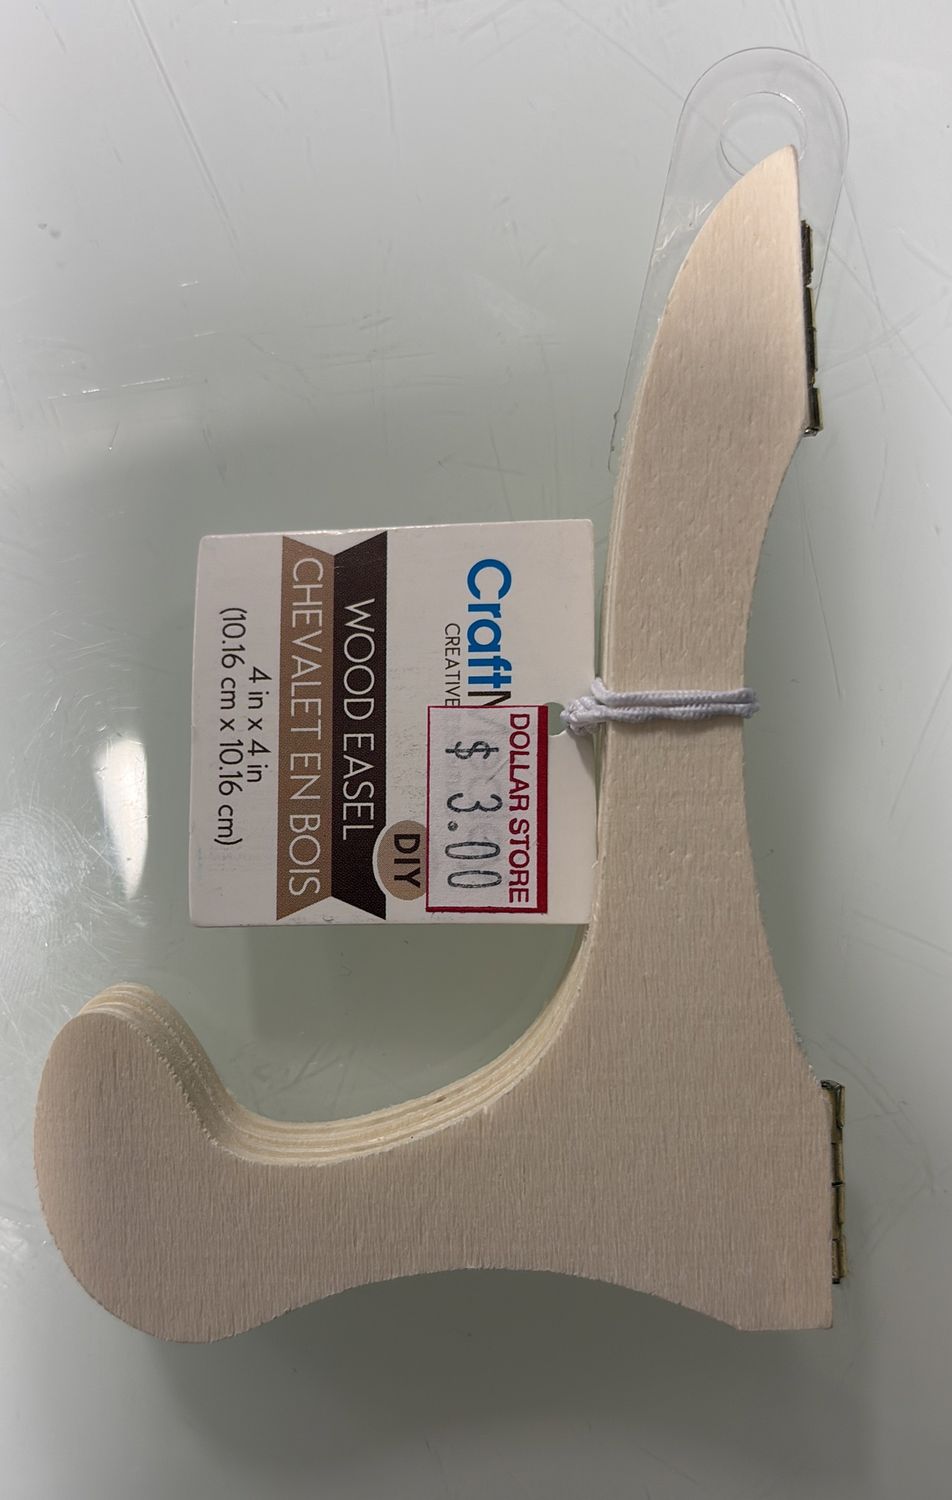 Craft
CREATIVE
DOLLAR STORE
$ 3.00
DIY
WOOD EASEL
CHEVALET EN BOIS
4 in x 4 in
(10.16 cm x 10.16 cm)